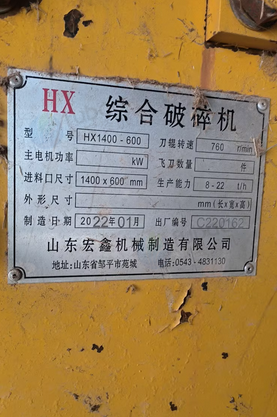 HX 综合破碎机
型号 HX1400-600 刀辊转速 760 r/min
主电机功率 kW 飞刀数量 件
进料口尺寸 1400 x 600 mm 生产能力 8-22 t/h
外形尺寸 mm(长×宽×高)
制造日期 2022年01月 出厂编号 C220162
山东宏鑫机械制造有限公司
地址:山东省邹平市苑城 电话:0543-4831130